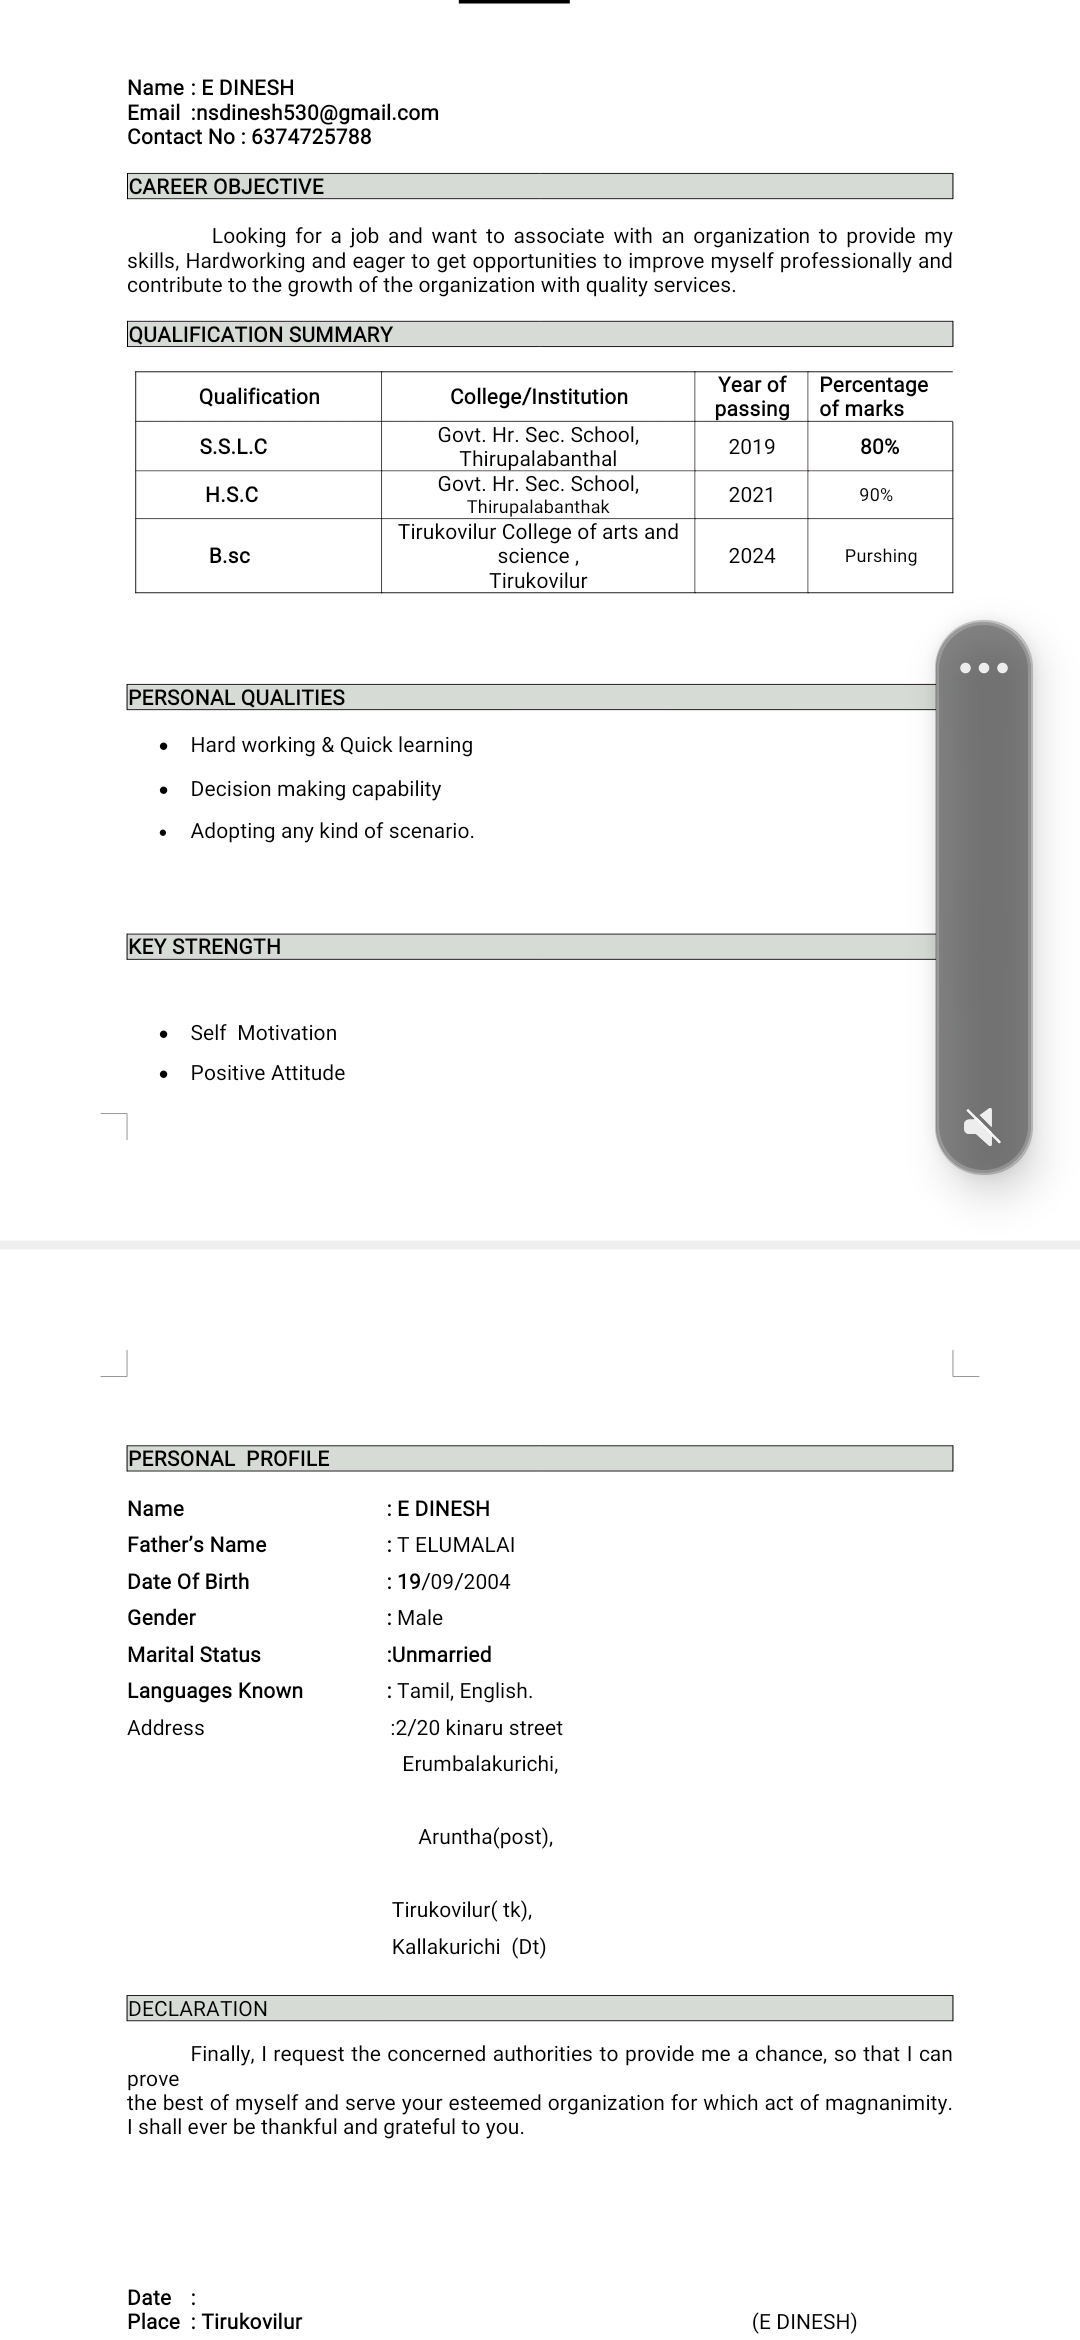 Name : E DINESH
Email :nsdinesh530@gmail.com
Contact No : 6374725788
CAREER OBJECTIVE
Looking for a job and want to associate with an organization to provide my
skills, Hardworking and eager to get opportunities to improve myself professionally and
contribute to the growth of the organization with quality services.
QUALIFICATION SUMMARY
Qualification College/Institution Year of passing Percentage of marks
S.S.L.C Govt. Hr. Sec. School, Thirupalabanthal 2019 80%
H.S.C Govt. Hr. Sec. School, Thirupalabanthak 2021 90%
B.sc Tirukovilur College of arts and science , Tirukovilur 2024 Purshing
PERSONAL QUALITIES
• Hard working & Quick learning
• Decision making capability
• Adopting any kind of scenario.
KEY STRENGTH
• Self Motivation
• Positive Attitude
PERSONAL PROFILE
Name : E DINESH
Father’s Name : T ELUMALAI
Date Of Birth : 19/09/2004
Gender : Male
Marital Status :Unmarried
Languages Known : Tamil, English.
Address :2/20 kinaru street
Erumbalakurichi,
Aruntha(post),
Tirukovilur( tk),
Kallakurichi (Dt)
DECLARATION
Finally, I request the concerned authorities to provide me a chance, so that I can
prove
the best of myself and serve your esteemed organization for which act of magnanimity.
I shall ever be thankful and grateful to you.
Date :
Place : Tirukovilur (E DINESH)